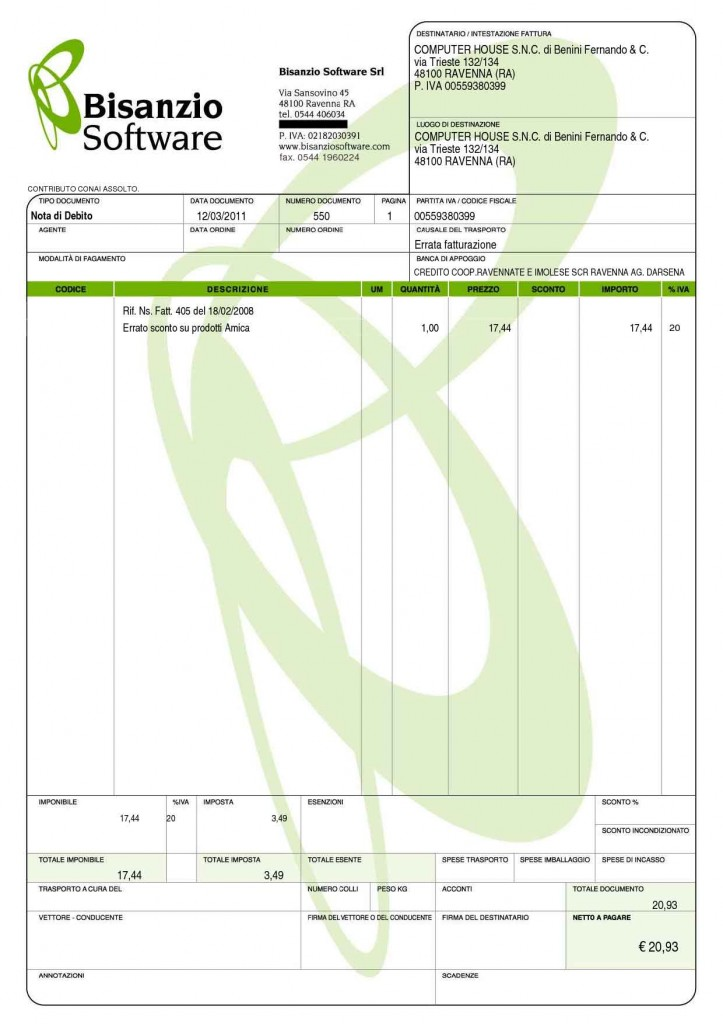 Bisanzio
Software
Bisanzio Software Srl
Via Sansovino 45
48100 Ravenna RA
tel. 0544 406034
P. IVA: 02182030391
www.bisanziosoftware.com
fax. 0544 1960224
DESTINATARIO / INTESTAZIONE FATTURA
COMPUTER HOUSE S.N.C. di Benini Fernando & C.
via Trieste 132/134
48100 RAVENNA (RA)
P. IVA 00559380399
LUOGO DI DESTINAZIONE
COMPUTER HOUSE S.N.C. di Benini Fernando & C.
via Trieste 132/134
48100 RAVENNA (RA)
CONTRIBUTO CONAI ASSOLTO.
TIPO DOCUMENTO DATA DOCUMENTO NUMERO DOCUMENTO PAGINA PARTITA IVA / CODICE FISCALE
Nota di Debito 12/03/2011 550 1 00559380399
AGENTE DATA ORDINE NUMERO ORDINE CAUSALE DEL TRASPORTO
Errata fatturazione
MODALITÀ DI PAGAMENTO BANCA DI APPOGGIO
CREDITO COOP.RAVENNATE E IMOLESE SCR RAVENNA AG. DARSENA
CODICE DESCRIZIONE UM QUANTITÀ PREZZO SCONTO IMPORTO % IVA
Rif. Ns. Fatt. 405 del 18/02/2008
Errato sconto su prodotti Amica 1,00 17,44 17,44 20
IMPONIBILE %IVA IMPOSTA ESENZIONI SCONTO %
17,44 20 3,49
SCONTO INCONDIZIONATO
TOTALE IMPONIBILE TOTALE IMPOSTA TOTALE ESENTE SPESE TRASPORTO SPESE IMBALLAGGIO SPESE DI INCASSO
17,44 3,49
TRASPORTO A CURA DEL NUMERO COLLI PESO KG ACCONTI TOTALE DOCUMENTO
20,93
VETTORE - CONDUCENTE FIRMA DEL VETTORE O DEL CONDUCENTE FIRMA DEL DESTINATARIO NETTO A PAGARE
€ 20,93
ANNOTAZIONI SCADENZE